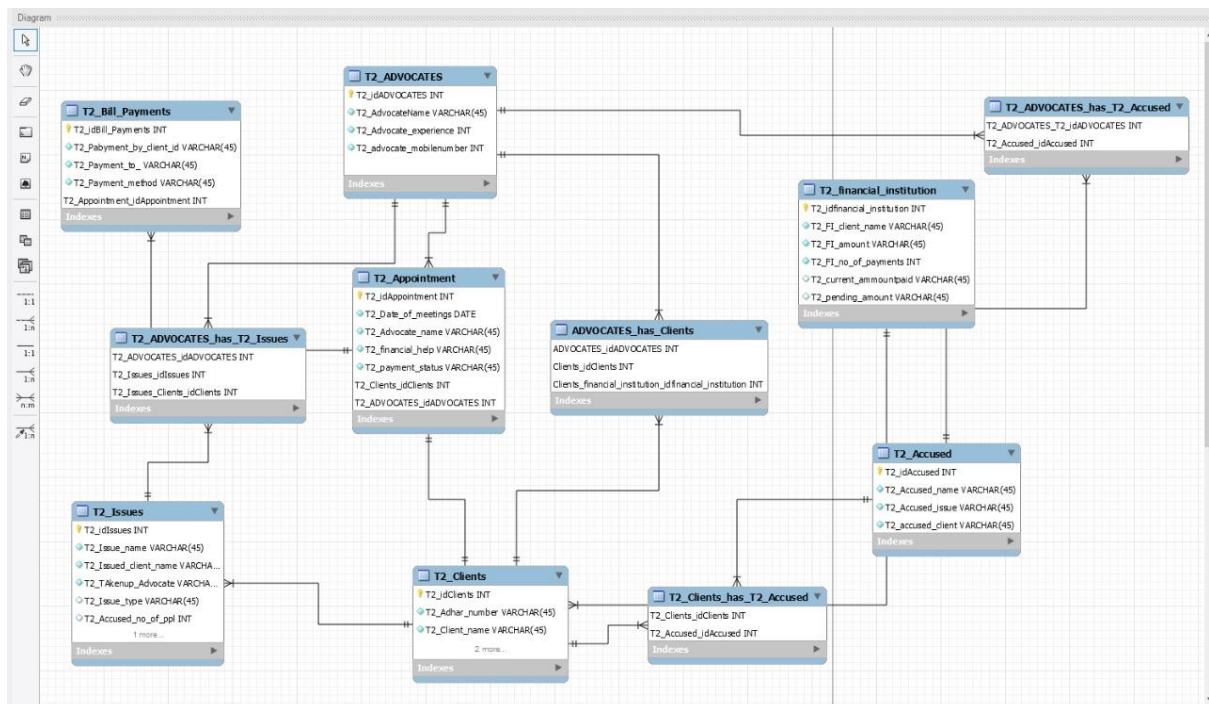 Diagram
T2_Bill_Payments
T2_idBill_Payments INT
T2_Pabyment_by_client_id VARCHAR(45)
T2_Payment_to_ VARCHAR(45)
T2_Payment_method VARCHAR(45)
T2_Appointment_idAppointment INT
Indexes
T2_ADVOCATES
T2_idADVOCATES INT
T2_AdvocateName VARCHAR(45)
T2_Advocate_experience INT
T2_advocate_mobilenumber INT
Indexes
T2_ADVOCATES_has_T2_Accused
T2_ADVOCATES_T2_idADVOCATES INT
T2_Accused_idAccused INT
Indexes
T2_financial_institution
T2_idfinancial_institution INT
T2_FI_client_name VARCHAR(45)
T2_FI_amount VARCHAR(45)
T2_FI_no_of_payments INT
T2_current_ammountpaid VARCHAR(45)
T2_pending_amount VARCHAR(45)
Indexes
T2_Appointment
T2_idAppointment INT
T2_Date_of_meetings DATE
T2_Advocate_name VARCHAR(45)
T2_financial_help VARCHAR(45)
T2_payment_status VARCHAR(45)
T2_Clients_idClients INT
T2_ADVOCATES_idADVOCATES INT
Indexes
T2_ADVOCATES_has_T2_Issues
T2_ADVOCATES_idADVOCATES INT
T2_Issues_idIssues INT
T2_Issues_Clients_idClients INT
Indexes
ADVOCATES_has_Clients
ADVOCATES_idADVOCATES INT
Clients_idClients INT
Clients_financial_institution_idfinancial_institution INT
Indexes
T2_Accused
T2_idAccused INT
T2_Accused_name VARCHAR(45)
T2_Accused_issue VARCHAR(45)
T2_accused_client VARCHAR(45)
Indexes
T2_Issues
T2_idIssues INT
T2_Issue_name VARCHAR(45)
T2_Issued_client_name VARCHA...
T2_TAkenup_Advocate VARCHA...
T2_Issue_type VARCHAR(45)
T2_Accused_no_of_ppl INT
1 more...
Indexes
T2_Clients
T2_idClients INT
T2_Adhar_number VARCHAR(45)
T2_Client_name VARCHAR(45)
2 more...
Indexes
T2_Clients_has_T2_Accused
T2_Clients_idClients INT
T2_Accused_idAccused INT
Indexes
1:1
1:n
1:1
1:n
n:m
1:n